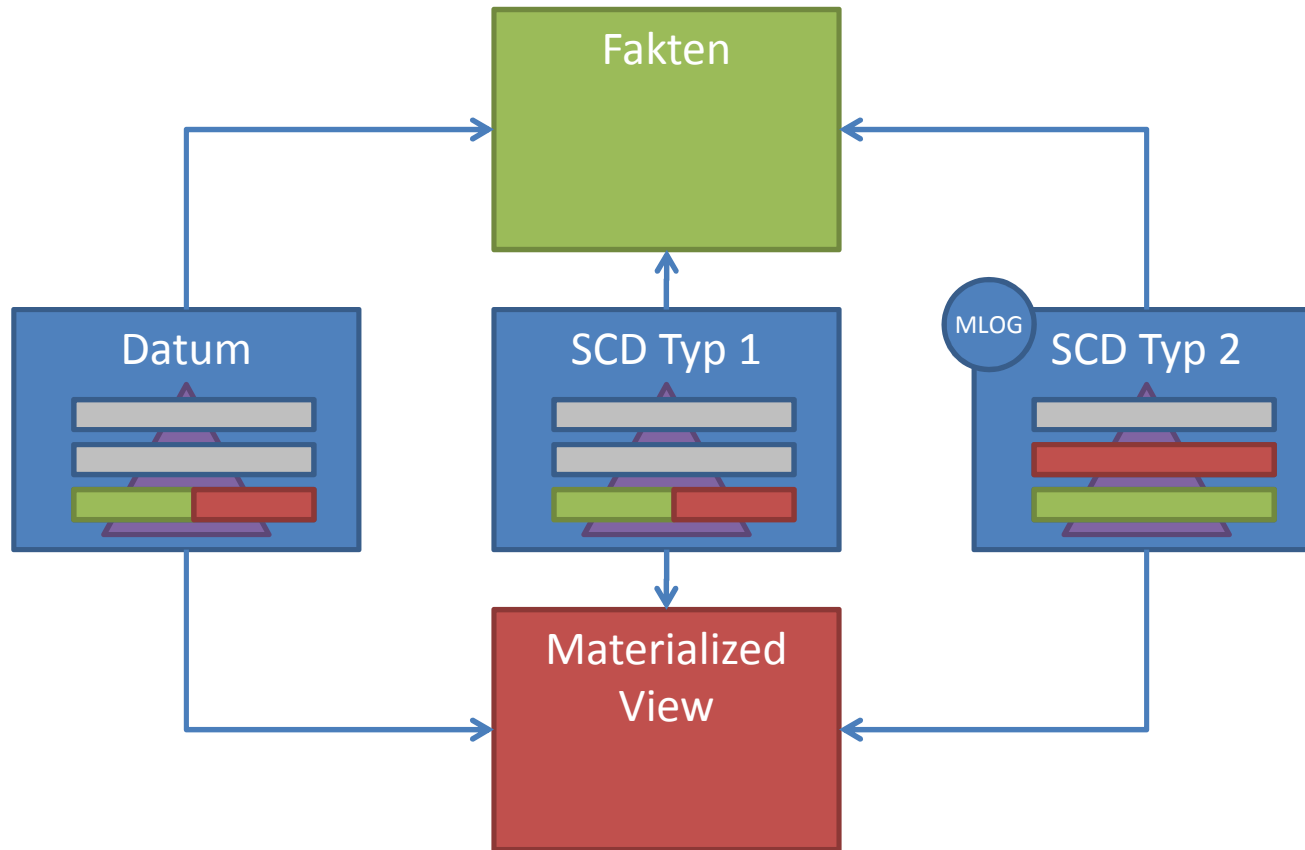 Fakten
Datum
SCD Typ 1
MLOG
SCD Typ 2
Materialized
View